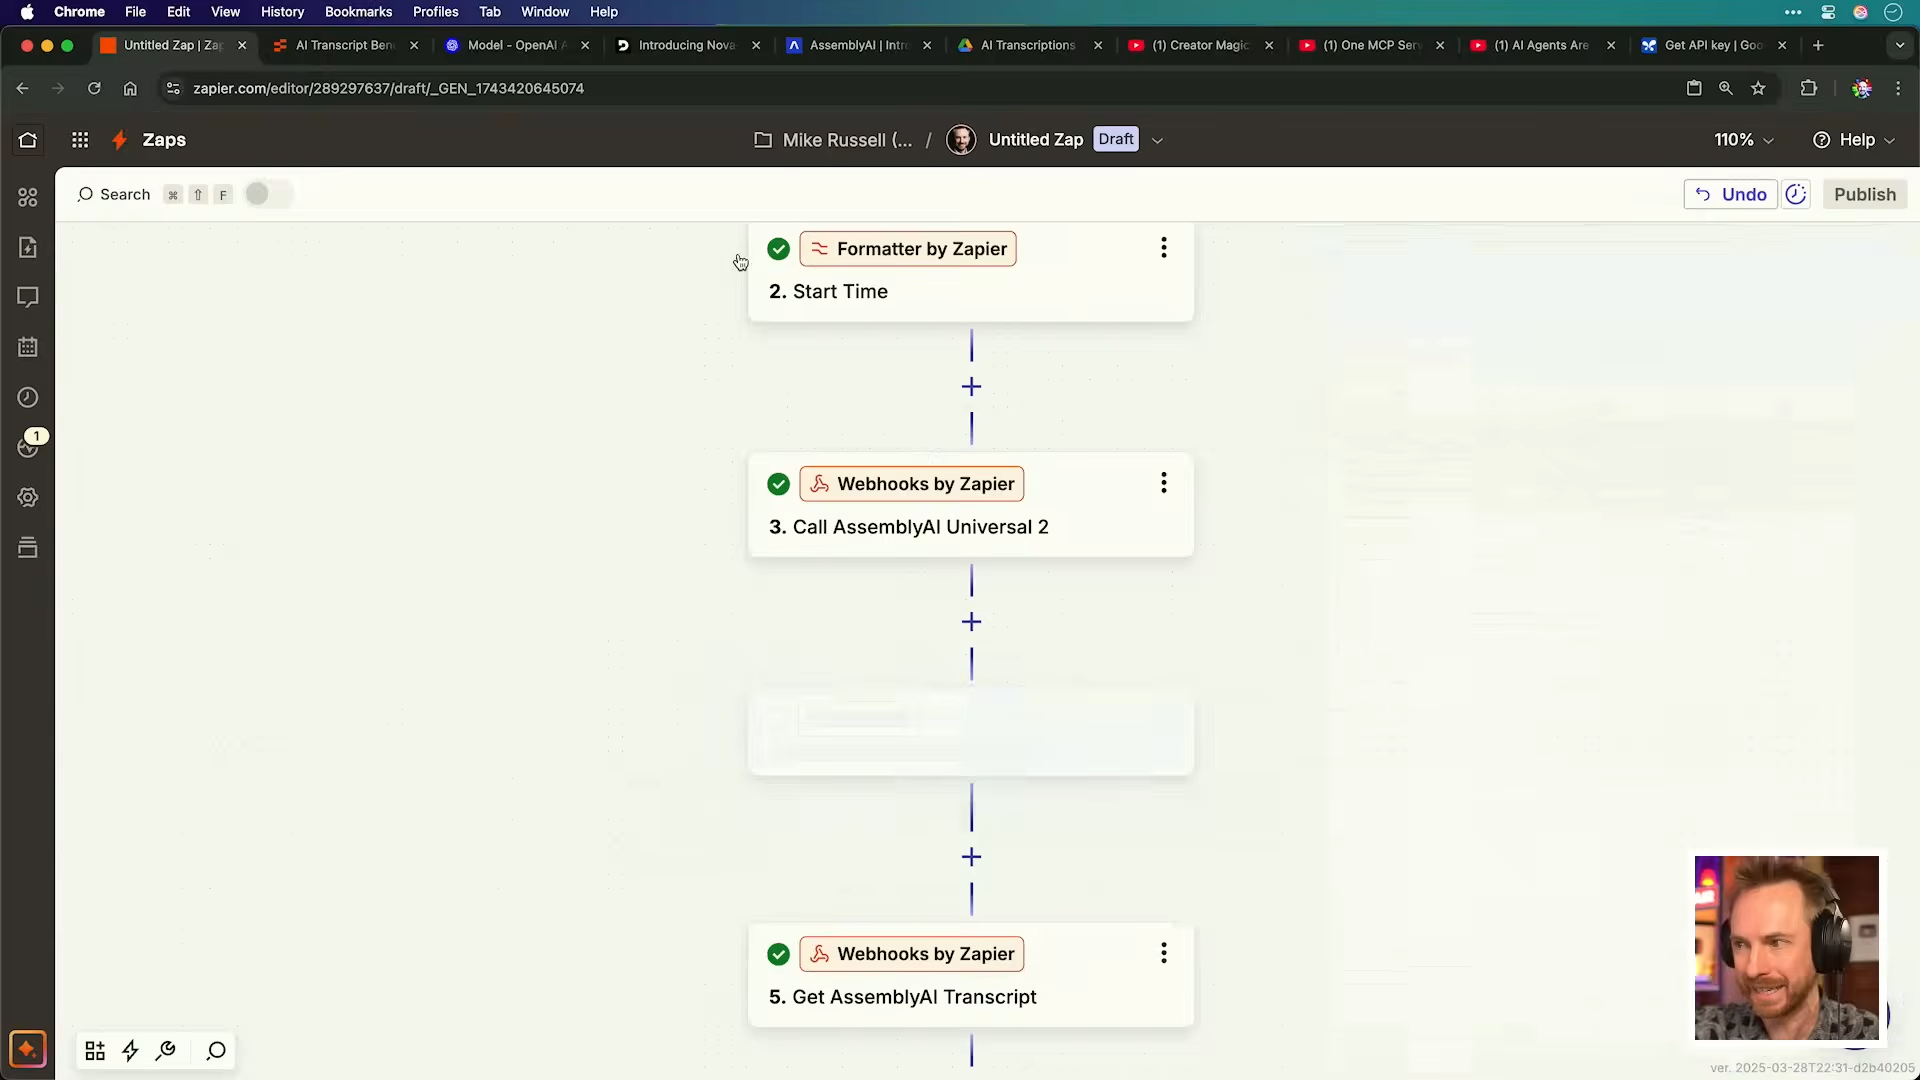 Chrome File Edit View History Bookmarks Profiles Tab Window Help
Untitled Zap | Zap
AI Transcript Ben
Model - OpenAI A
Introducing Nova
AssemblyAI | Intr
AI Transcriptions
(1) Creator Magic
(1) One MCP Serv
(1) AI Agents Are
Get API key | Goo
zapier.com/editor/289297637/draft/_GEN_1743420645074
Zaps
Mike Russell (... / Untitled Zap Draft
110%
Help
Search ⌘ ⇧ F
Undo
Publish
Formatter by Zapier
2. Start Time
Webhooks by Zapier
3. Call AssemblyAI Universal 2
1
Webhooks by Zapier
5. Get AssemblyAI Transcript
ver. 2025-03-28T22:31-d2b40205